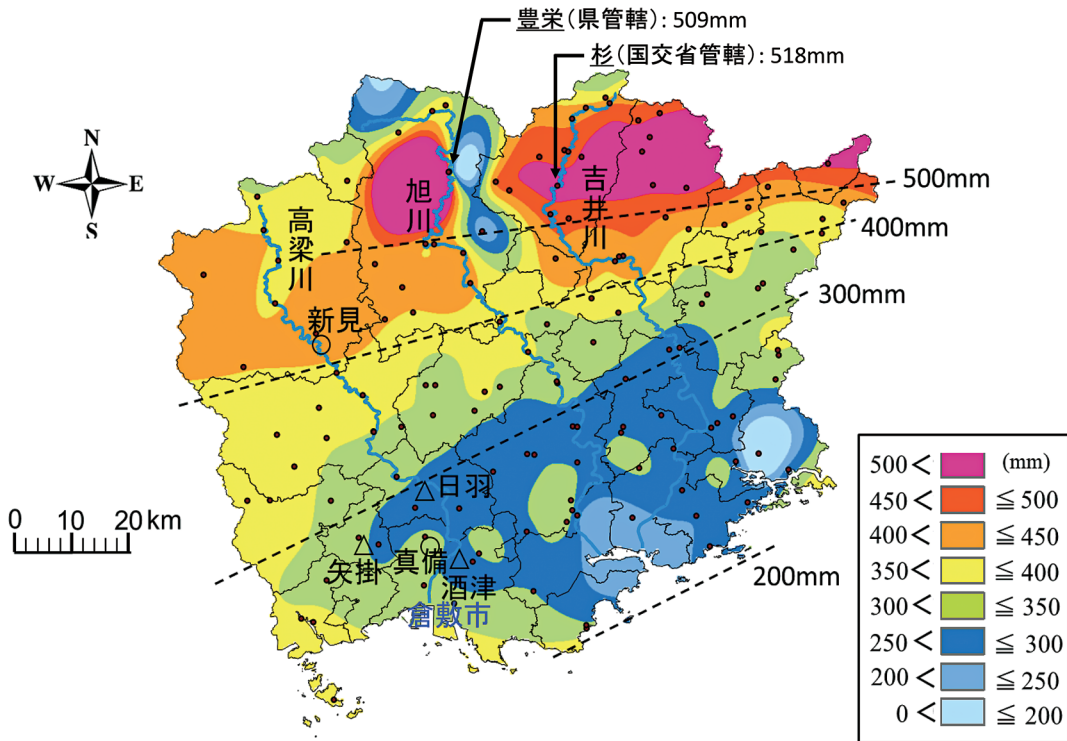 豊栄(県管轄): 509mm
杉(国交省管轄): 518mm
N
W
E
S
旭川
吉井川
高梁川
500mm
400mm
300mm
新見
200mm
日羽
矢掛
真備
酒津
倉敷市
0 10 20 km
500< (mm)
450< ≦ 500
400< ≦ 450
350< ≦ 400
300< ≦ 350
250< ≦ 300
200< ≦ 250
0< ≦ 200